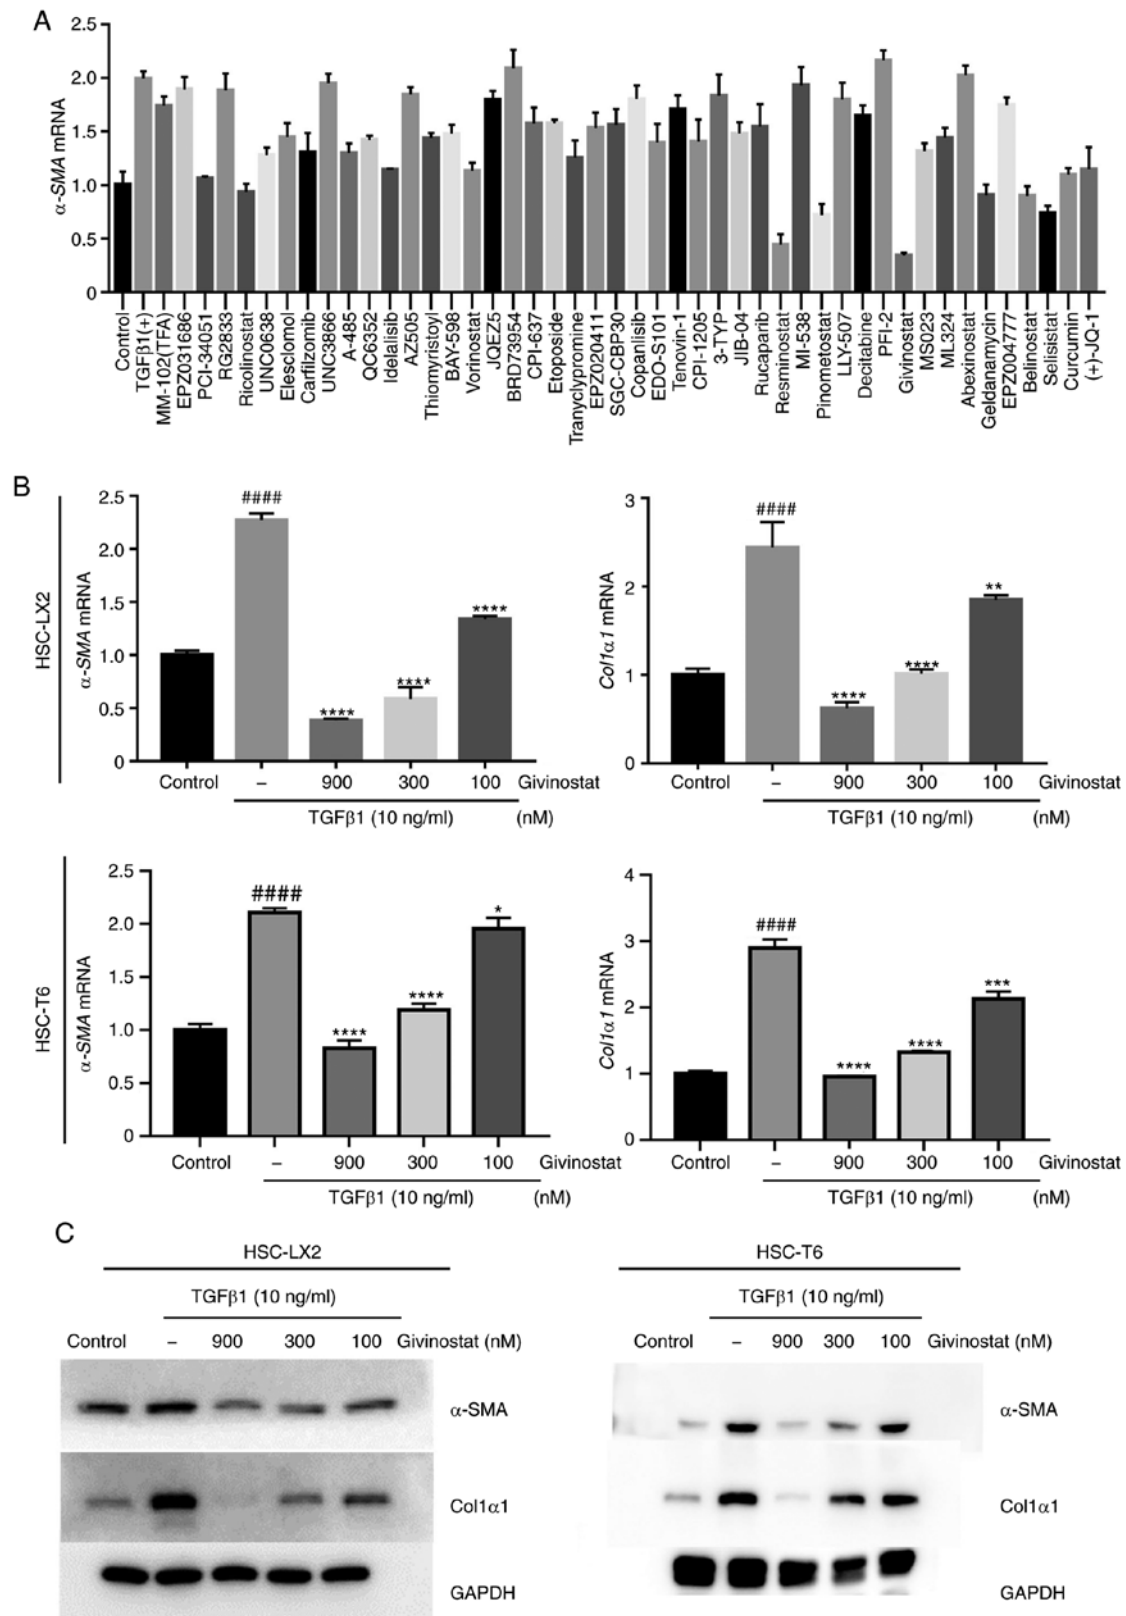 A
2.5
2.0
1.5
1.0
0.5
0
α-SMA mRNA
Control
TGFβ1(+)
MM-102(TFA)
EPZ031686
PCI-34051
RG2833
Ricolinostat
UNC0638
Elesclomol
Carfilzomib
UNC3866
A-485
QC6352
Idelalisib
AZ505
Thiomyristoyl
BAY-598
Vorinostat
JQEZ5
BRD73954
CPI-637
Etoposide
Tranyclypromine
EPZ020411
SGC-CBP30
Copanlisib
EDO-S101
Tenovin-1
CPI-1205
3-TYP
JIB-04
Rucaparib
Resminostat
MI-538
Pinometostat
LLY-507
Decitabine
PFI-2
Givinostat
MS023
ML324
Abexinostat
Geldanamycin
EPZ004777
Belinostat
Selisistat
Curcumin
(+)-JQ-1
B
HSC-LX2
α-SMA mRNA
2.5
2.0
1.5
1.0
0.5
0
####
****
****
****
Control – 900 300 100 Givinostat
TGFβ1 (10 ng/ml) (nM)
Col1α1 mRNA
3
2
1
0
####
****
****
**
Control – 900 300 100 Givinostat
TGFβ1 (10 ng/ml) (nM)
HSC-T6
α-SMA mRNA
2.5
2.0
1.5
1.0
0.5
0
####
****
****
*
Control – 900 300 100 Givinostat
TGFβ1 (10 ng/ml) (nM)
Col1α1 mRNA
4
3
2
1
0
####
****
****
***
Control – 900 300 100 Givinostat
TGFβ1 (10 ng/ml) (nM)
C
HSC-LX2
TGFβ1 (10 ng/ml)
Control – 900 300 100 Givinostat (nM)
α-SMA
Col1α1
GAPDH
HSC-T6
TGFβ1 (10 ng/ml)
Control – 900 300 100 Givinostat (nM)
α-SMA
Col1α1
GAPDH